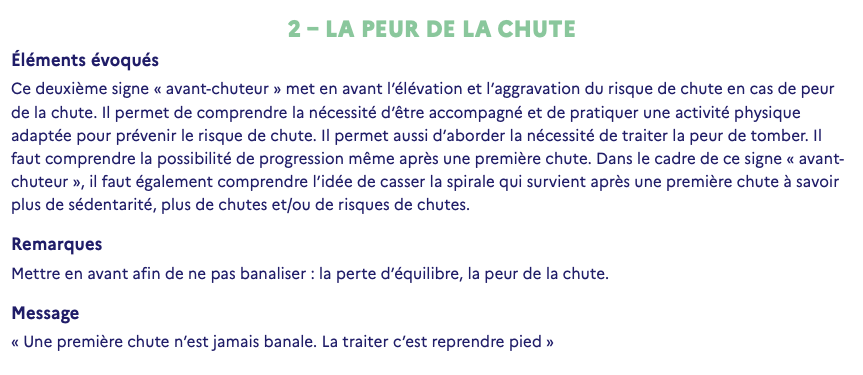 2 – LA PEUR DE LA CHUTE
Éléments évoqués
Ce deuxième signe « avant-chuteur » met en avant l’élévation et l’aggravation du risque de chute en cas de peur
de la chute. Il permet de comprendre la nécessité d’être accompagné et de pratiquer une activité physique
adaptée pour prévenir le risque de chute. Il permet aussi d’aborder la nécessité de traiter la peur de tomber. Il
faut comprendre la possibilité de progression même après une première chute. Dans le cadre de ce signe « avant-
chuteur », il faut également comprendre l’idée de casser la spirale qui survient après une première chute à savoir
plus de sédentarité, plus de chutes et/ou de risques de chutes.
Remarques
Mettre en avant afin de ne pas banaliser : la perte d’équilibre, la peur de la chute.
Message
« Une première chute n’est jamais banale. La traiter c’est reprendre pied »